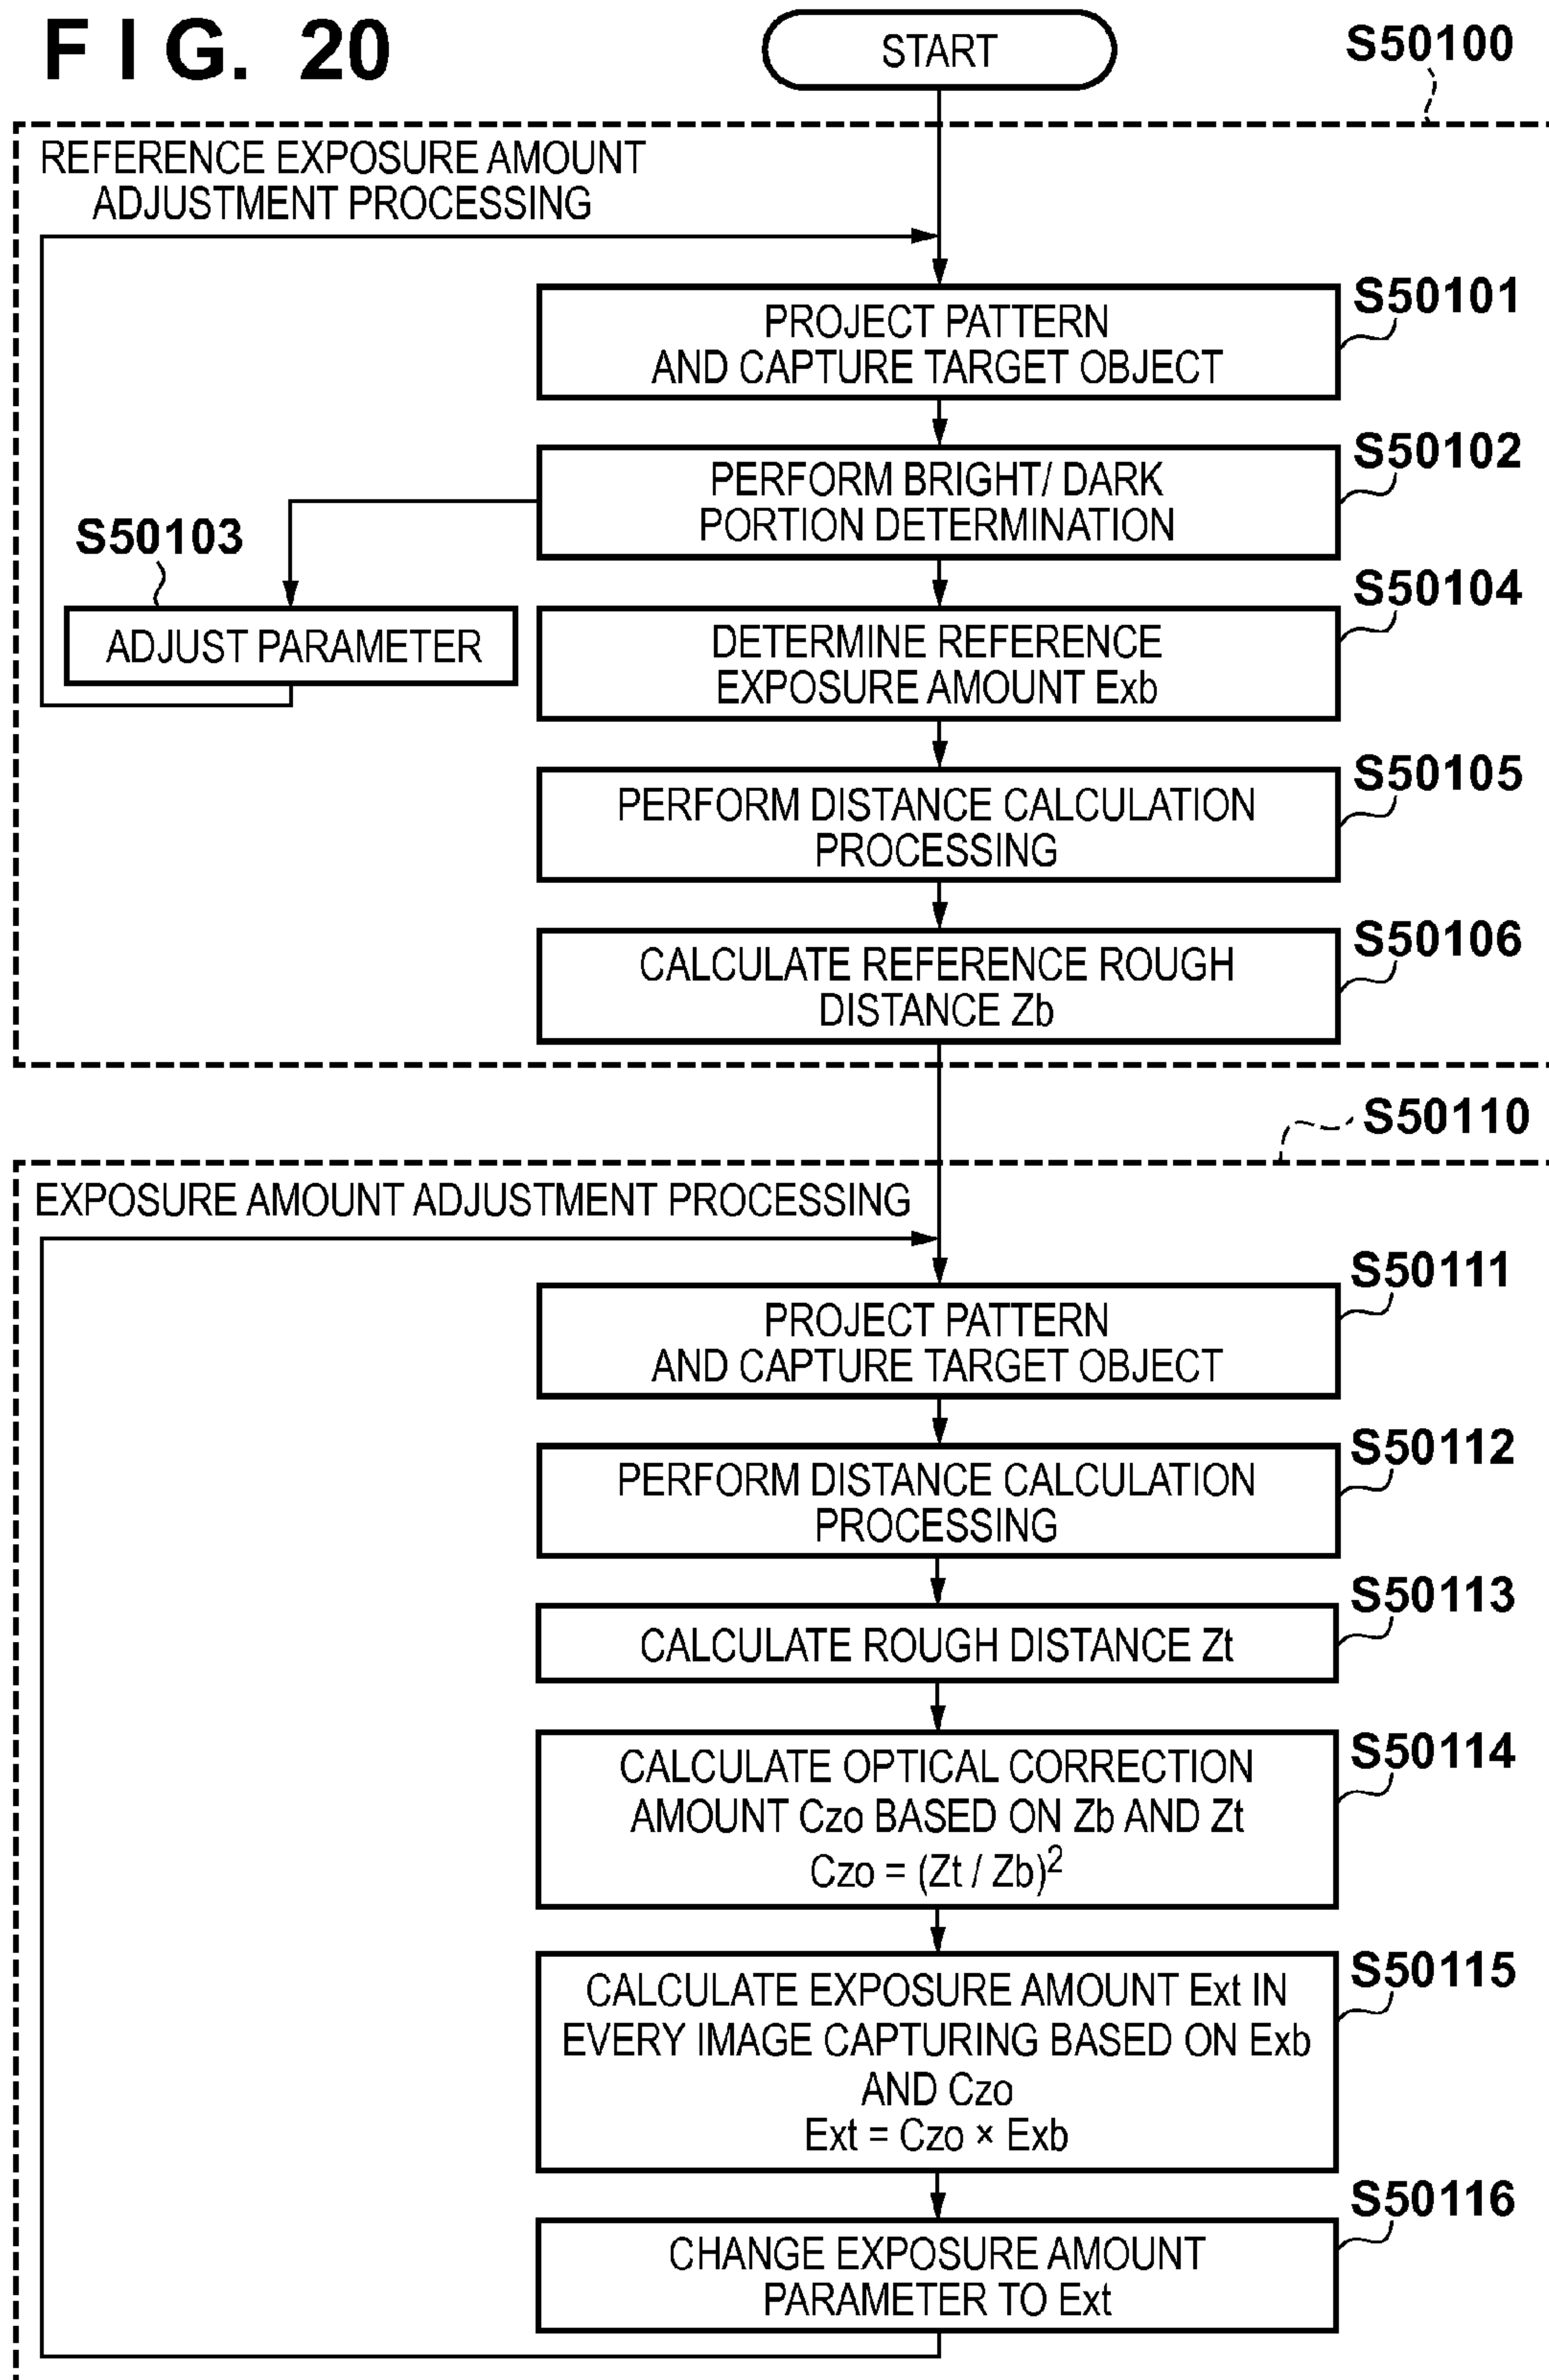 FIG. 20
START
S50100
REFERENCE EXPOSURE AMOUNT
ADJUSTMENT PROCESSING
S50101
PROJECT PATTERN
AND CAPTURE TARGET OBJECT
S50102
PERFORM BRIGHT/ DARK
PORTION DETERMINATION
S50103
ADJUST PARAMETER
S50104
DETERMINE REFERENCE
EXPOSURE AMOUNT Exb
S50105
PERFORM DISTANCE CALCULATION
PROCESSING
S50106
CALCULATE REFERENCE ROUGH
DISTANCE Zb
S50110
EXPOSURE AMOUNT ADJUSTMENT PROCESSING
S50111
PROJECT PATTERN
AND CAPTURE TARGET OBJECT
S50112
PERFORM DISTANCE CALCULATION
PROCESSING
S50113
CALCULATE ROUGH DISTANCE Zt
S50114
CALCULATE OPTICAL CORRECTION
AMOUNT Czo BASED ON Zb AND Zt
Czo = (Zt / Zb)²
S50115
CALCULATE EXPOSURE AMOUNT Ext IN
EVERY IMAGE CAPTURING BASED ON Exb
AND Czo
Ext = Czo × Exb
S50116
CHANGE EXPOSURE AMOUNT
PARAMETER TO Ext